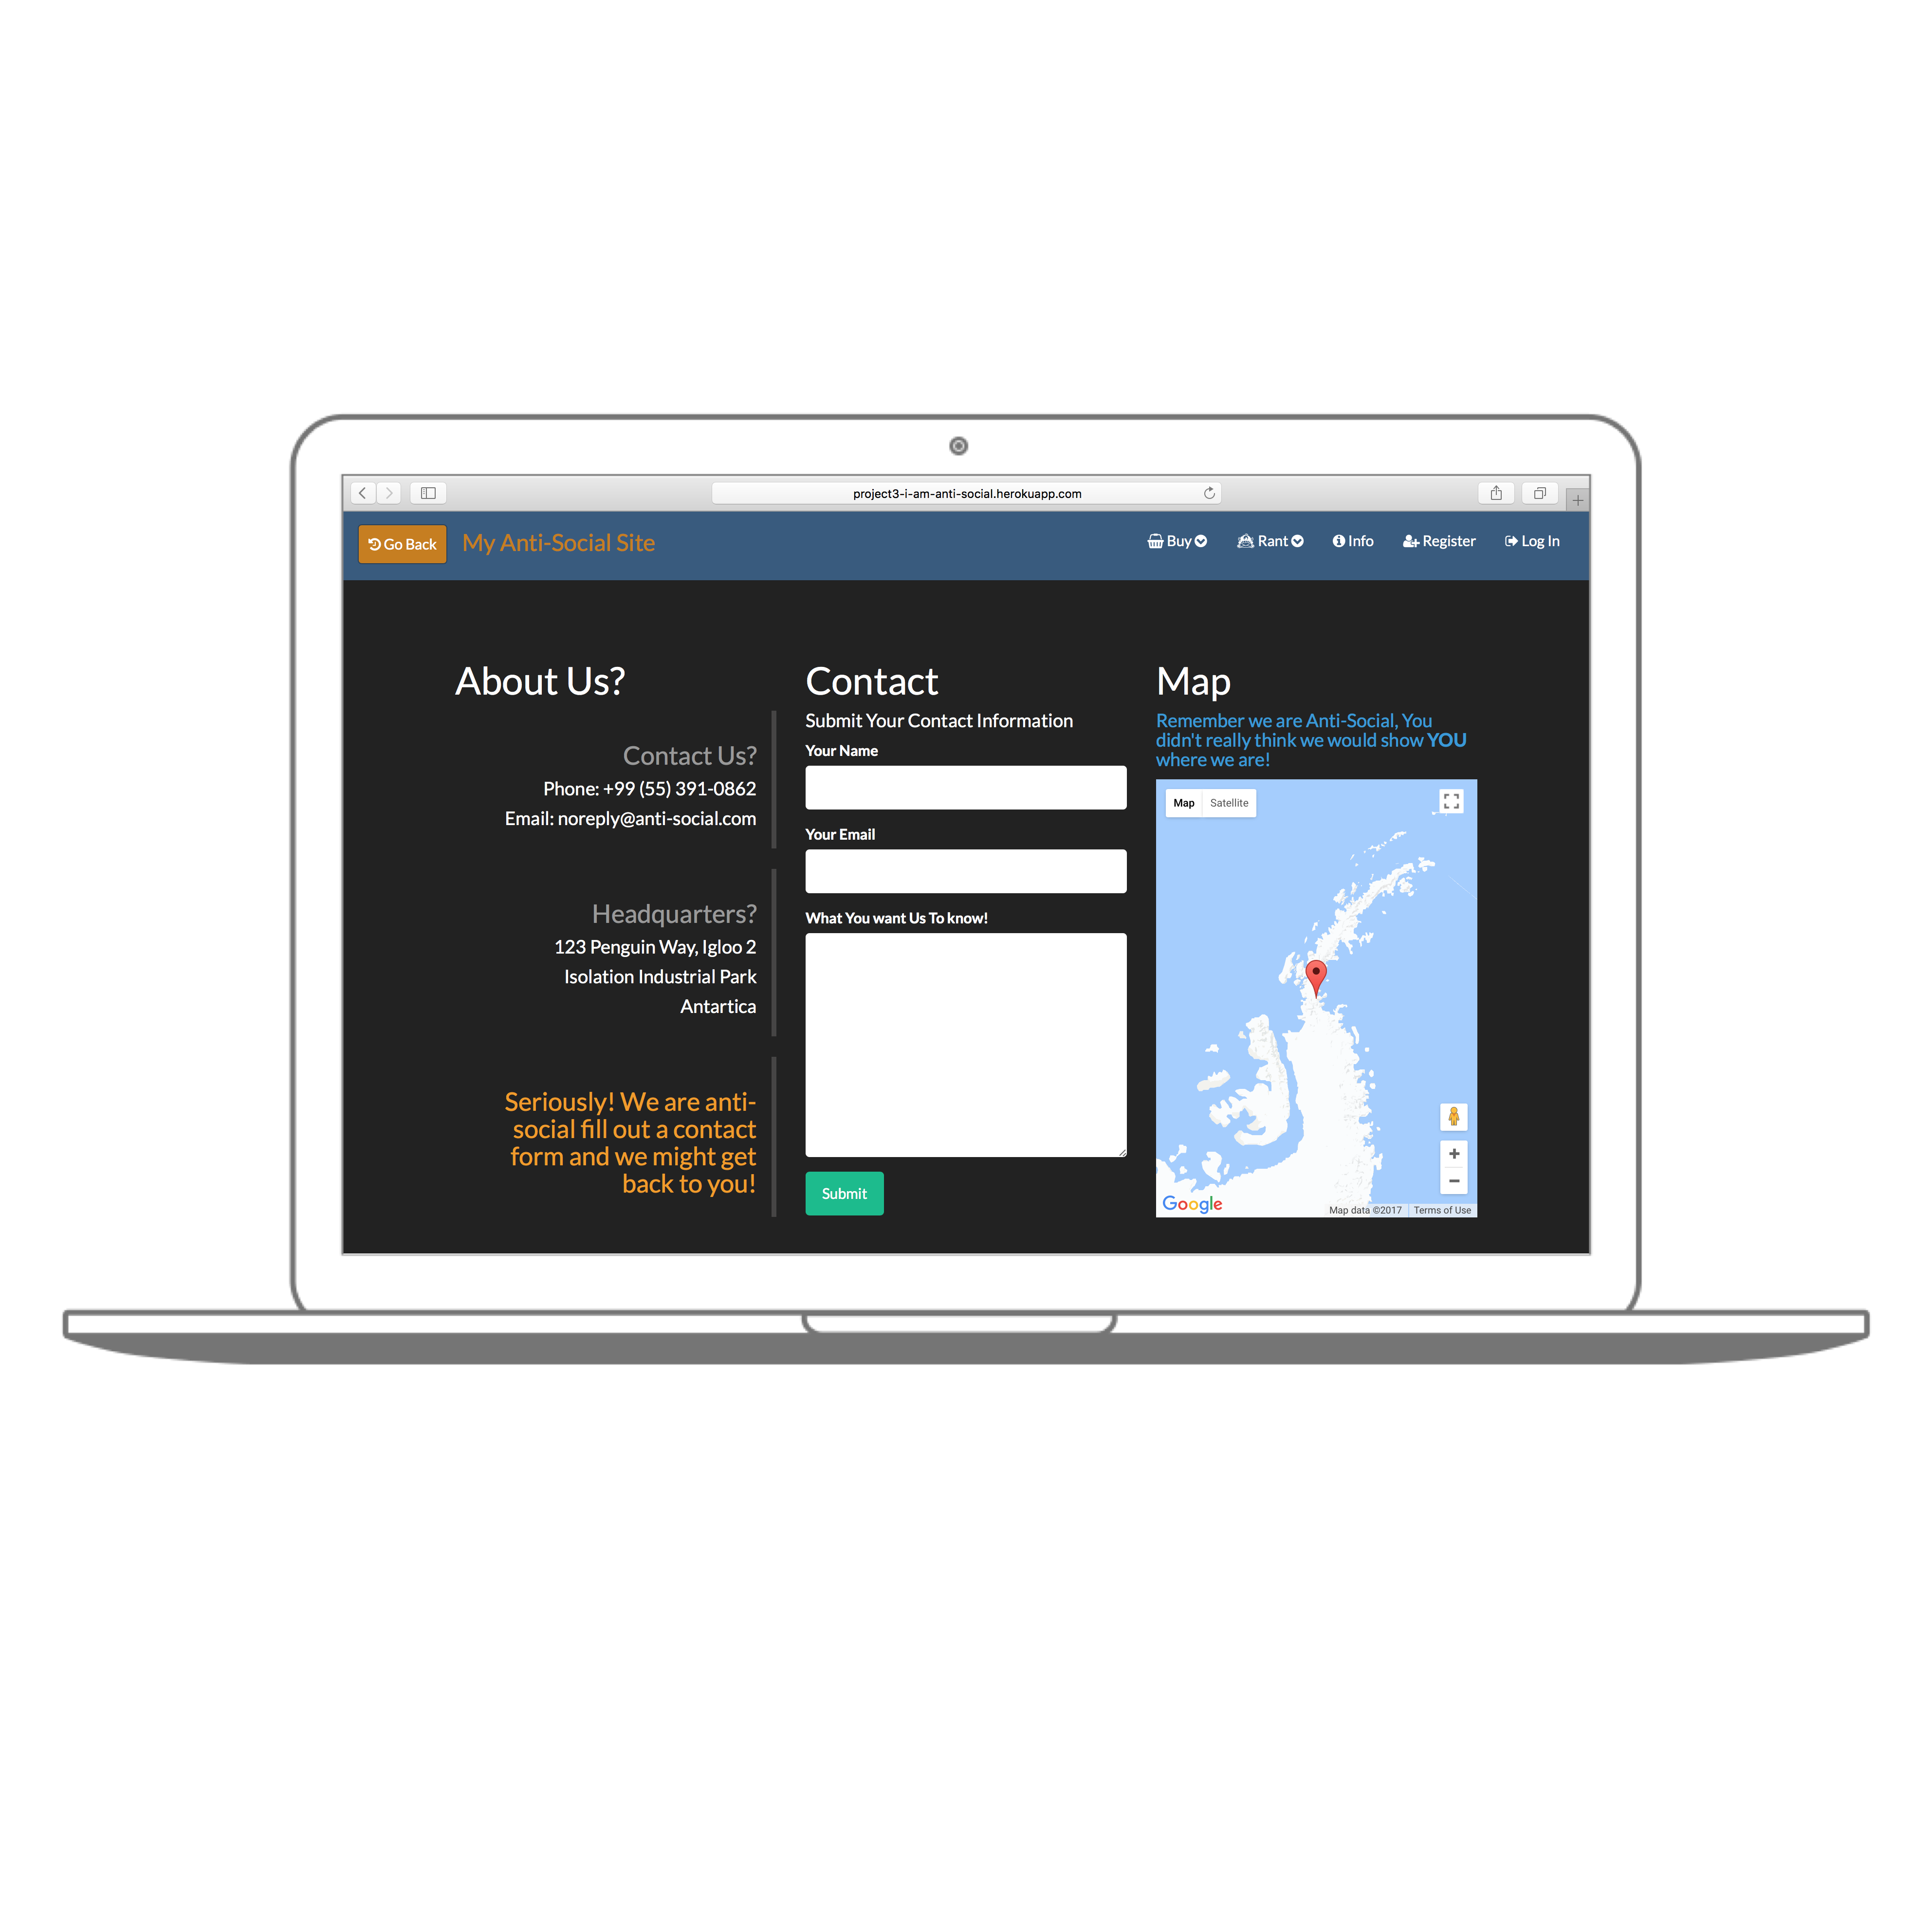 project3-i-am-anti-social.herokuapp.com
Go Back
My Anti-Social Site
Buy
Rant
Info
Register
Log In
About Us?
Contact Us?
Phone: +99 (55) 391-0862
Email: noreply@anti-social.com
Headquarters?
123 Penguin Way, Igloo 2
Isolation Industrial Park
Antartica
Seriously! We are anti-
social fill out a contact
form and we might get
back to you!
Contact
Submit Your Contact Information
Your Name
Your Email
What You want Us To know!
Submit
Map
Remember we are Anti-Social, You
didn't really think we would show YOU
where we are!
Map
Satellite
Google
Map data ©2017
Terms of Use